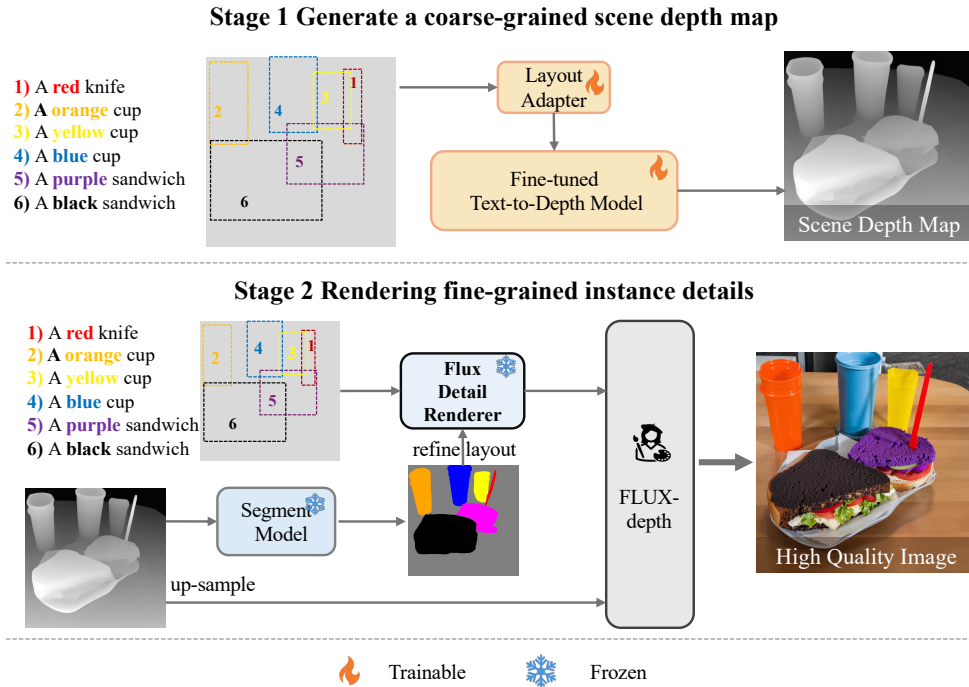 Stage 1 Generate a coarse-grained scene depth map
1) A red knife
2) A orange cup
3) A yellow cup
4) A blue cup
5) A purple sandwich
6) A black sandwich
1
2
3
4
5
6
Layout
Adapter
Fine-tuned
Text-to-Depth Model
Scene Depth Map
Stage 2 Rendering fine-grained instance details
1) A red knife
2) A orange cup
3) A yellow cup
4) A blue cup
5) A purple sandwich
6) A black sandwich
1
2
3
4
5
6
Flux
Detail
Renderer
refine layout
Segment
Model
up-sample
FLUX-
depth
High Quality Image
Trainable
Frozen